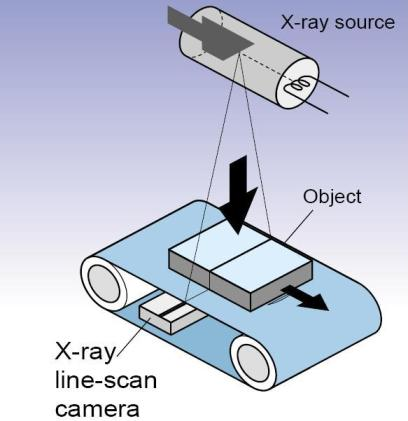 X-ray source
Object
X-ray
line-scan
camera